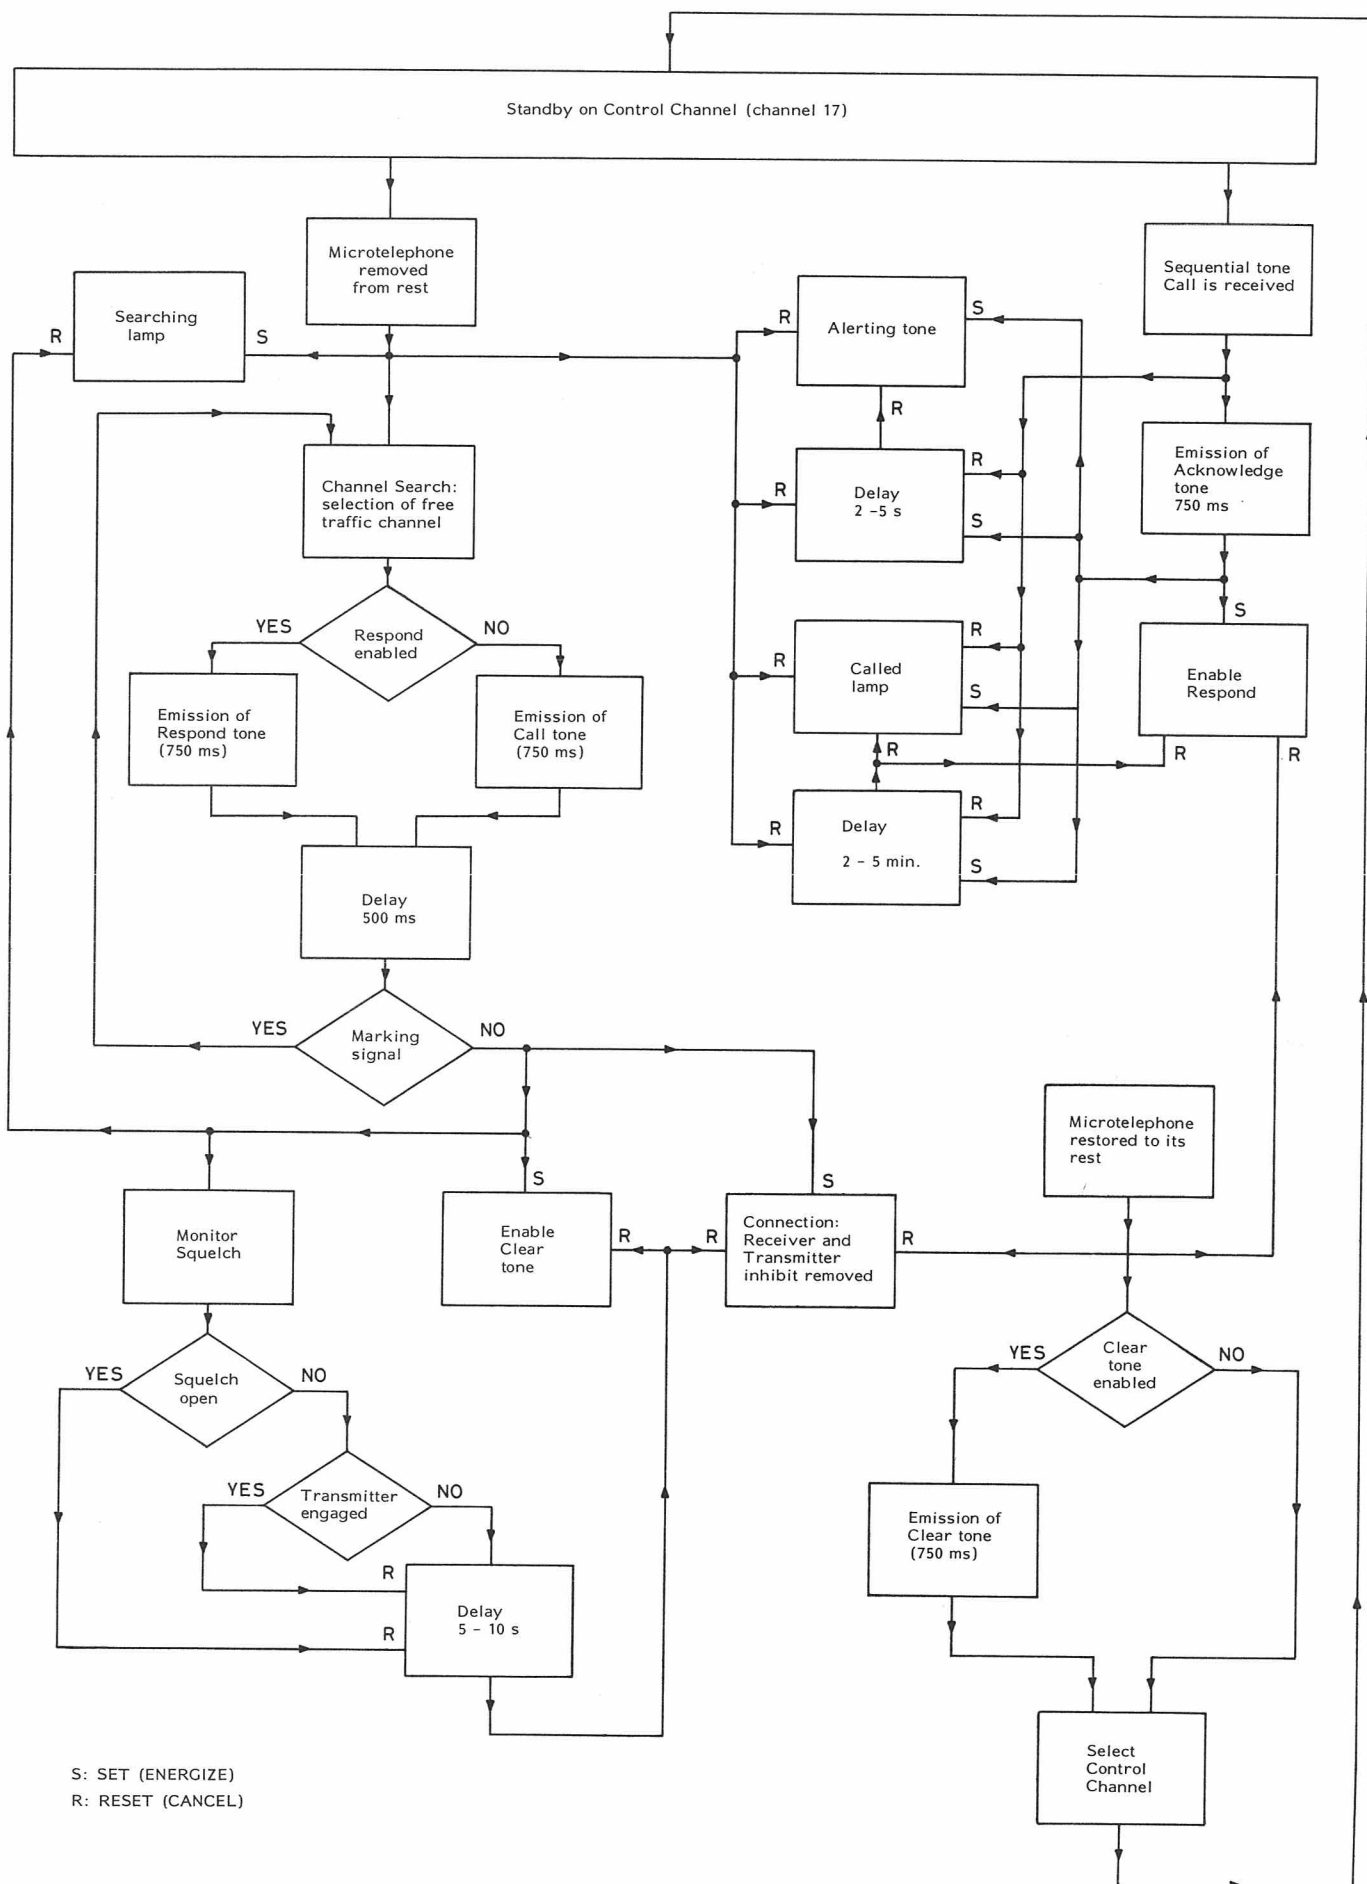 Standby on Control Channel (channel 17)
Microtelephone
removed
from rest
Sequential tone
Call is received
Searching
lamp
R
S
Alerting tone
R
S
R
Channel Search:
selection of free
traffic channel
Delay
2 -5 s
R
R
S
Emission of
Acknowledge
tone
750 ms
S
Respond
enabled
YES
NO
Called
lamp
R
R
S
R
Enable
Respond
R
R
Emission of
Respond tone
(750 ms)
Emission of
Call tone
(750 ms)
Delay
2 - 5 min.
R
R
S
Delay
500 ms
Marking
signal
YES
NO
Microtelephone
restored to its
rest
Monitor
Squelch
S
Enable
Clear
tone
R
R
S
Connection:
Receiver and
Transmitter
inhibit removed
R
Squelch
open
YES
NO
Clear
tone
enabled
YES
NO
Transmitter
engaged
YES
NO
Emission of
Clear tone
(750 ms)
R
R
Delay
5 - 10 s
Select
Control
Channel
S: SET (ENERGIZE)
R: RESET (CANCEL)